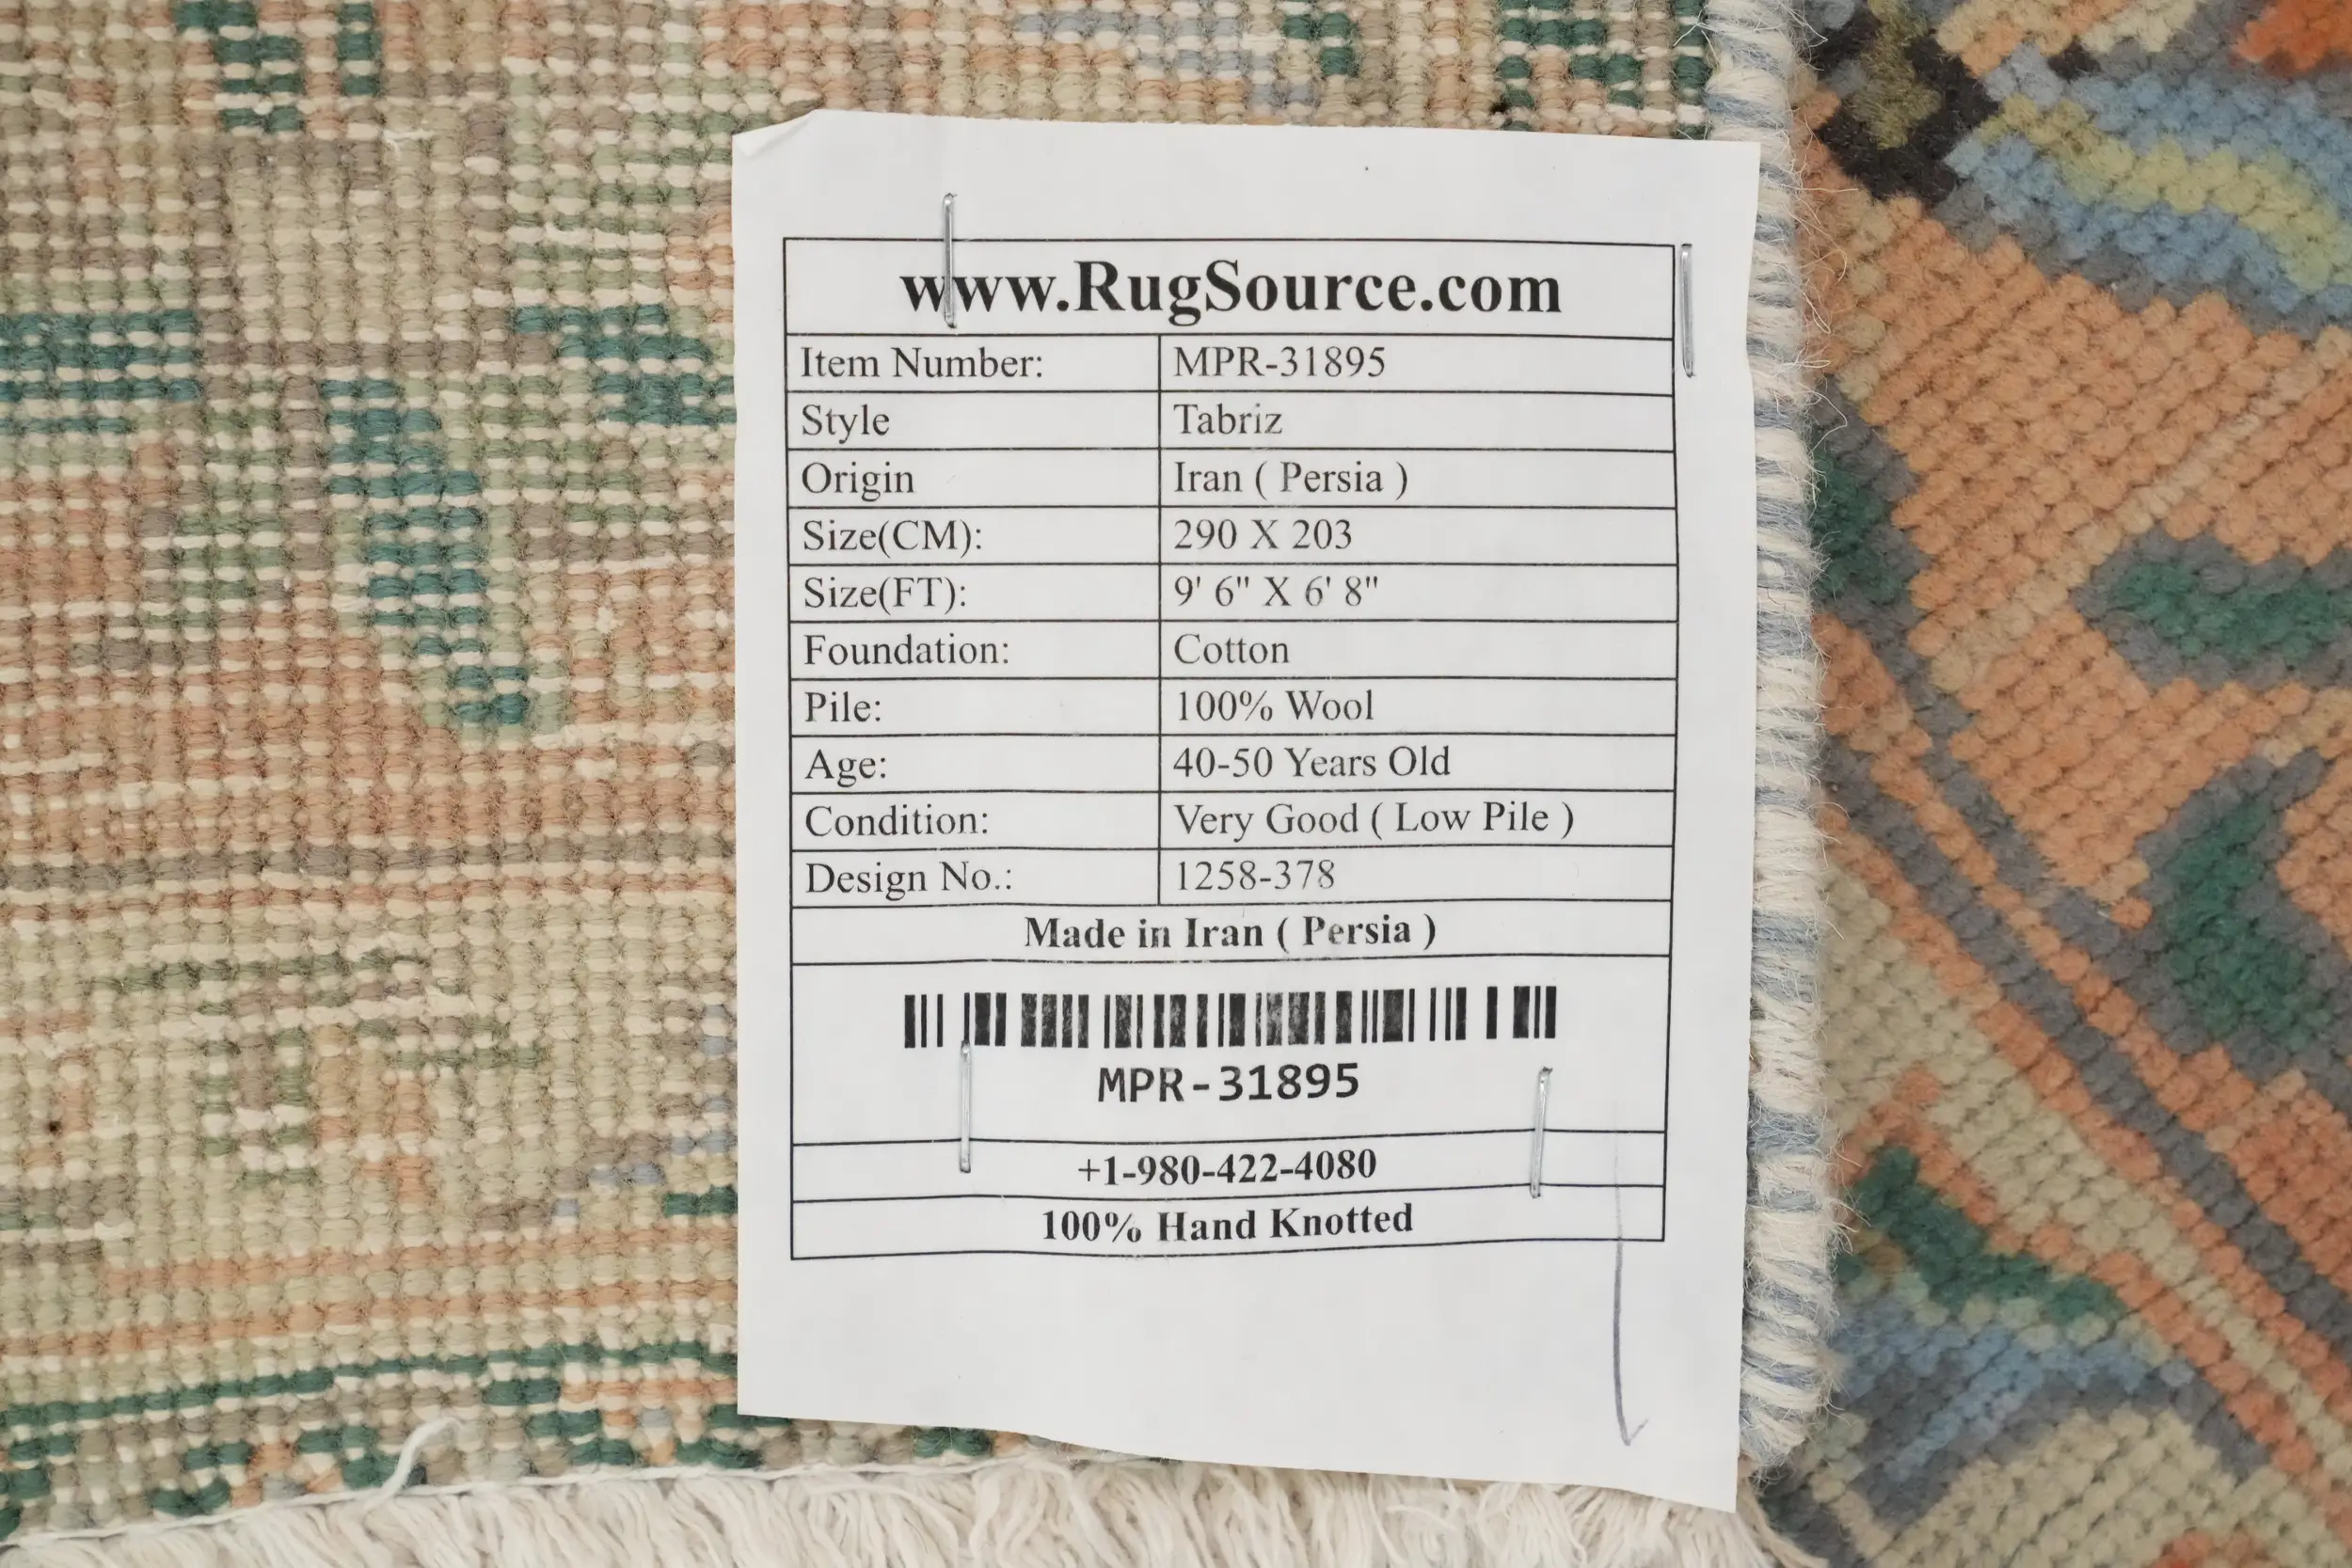 www.RugSource.com
Item Number: MPR-31895
Style Tabriz
Origin Iran ( Persia )
Size(CM): 290 X 203
Size(FT): 9' 6" X 6' 8"
Foundation: Cotton
Pile: 100% Wool
Age: 40-50 Years Old
Condition: Very Good ( Low Pile )
Design No.: 1258-378
Made in Iran ( Persia )
MPR-31895
+1-980-422-4080
100% Hand Knotted